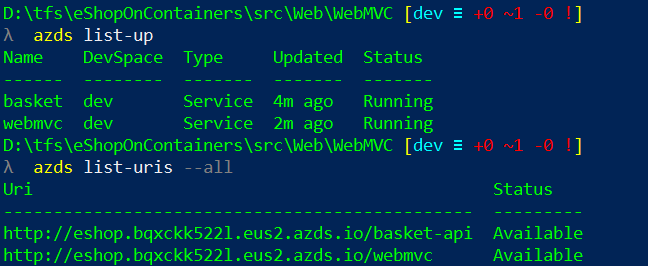 D:\tfs\eShopOnContainers\src\Web\WebMVC [dev ≡ +0 ~1 -0 !]
λ  azds list-up
Name    DevSpace  Type     Updated  Status
------  --------  -------  -------  -------
basket  dev       Service  4m ago   Running
webmvc  dev       Service  2m ago   Running
D:\tfs\eShopOnContainers\src\Web\WebMVC [dev ≡ +0 ~1 -0 !]
λ  azds list-uris --all
Uri                                              Status
-----------------------------------------------  ---------
http://eshop.bqxckk522l.eus2.azds.io/basket-api  Available
http://eshop.bqxckk522l.eus2.azds.io/webmvc      Available